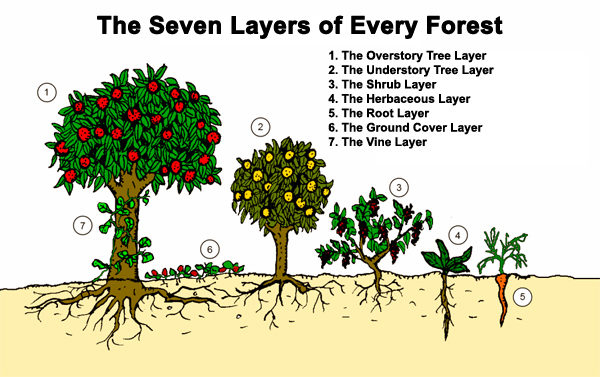 The Seven Layers of Every Forest
1. The Overstory Tree Layer
2. The Understory Tree Layer
3. The Shrub Layer
4. The Herbaceous Layer
5. The Root Layer
6. The Ground Cover Layer
7. The Vine Layer
1
2
3
7
6
4
5